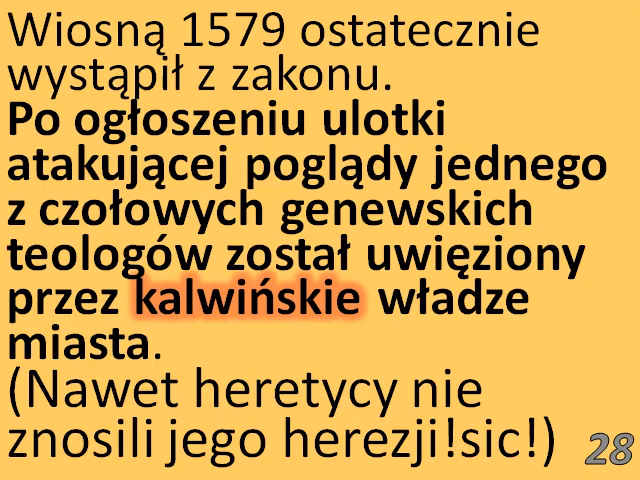 Wiosną 1579 ostatecznie
wystąpił z zakonu.
Po ogłoszeniu ulotki
atakującej poglądy jednego
z czołowych genewskich
teologów został uwięziony
przez kalwińskie władze
miasta.
(Nawet heretycy nie
znosili jego herezji!sic!)
28